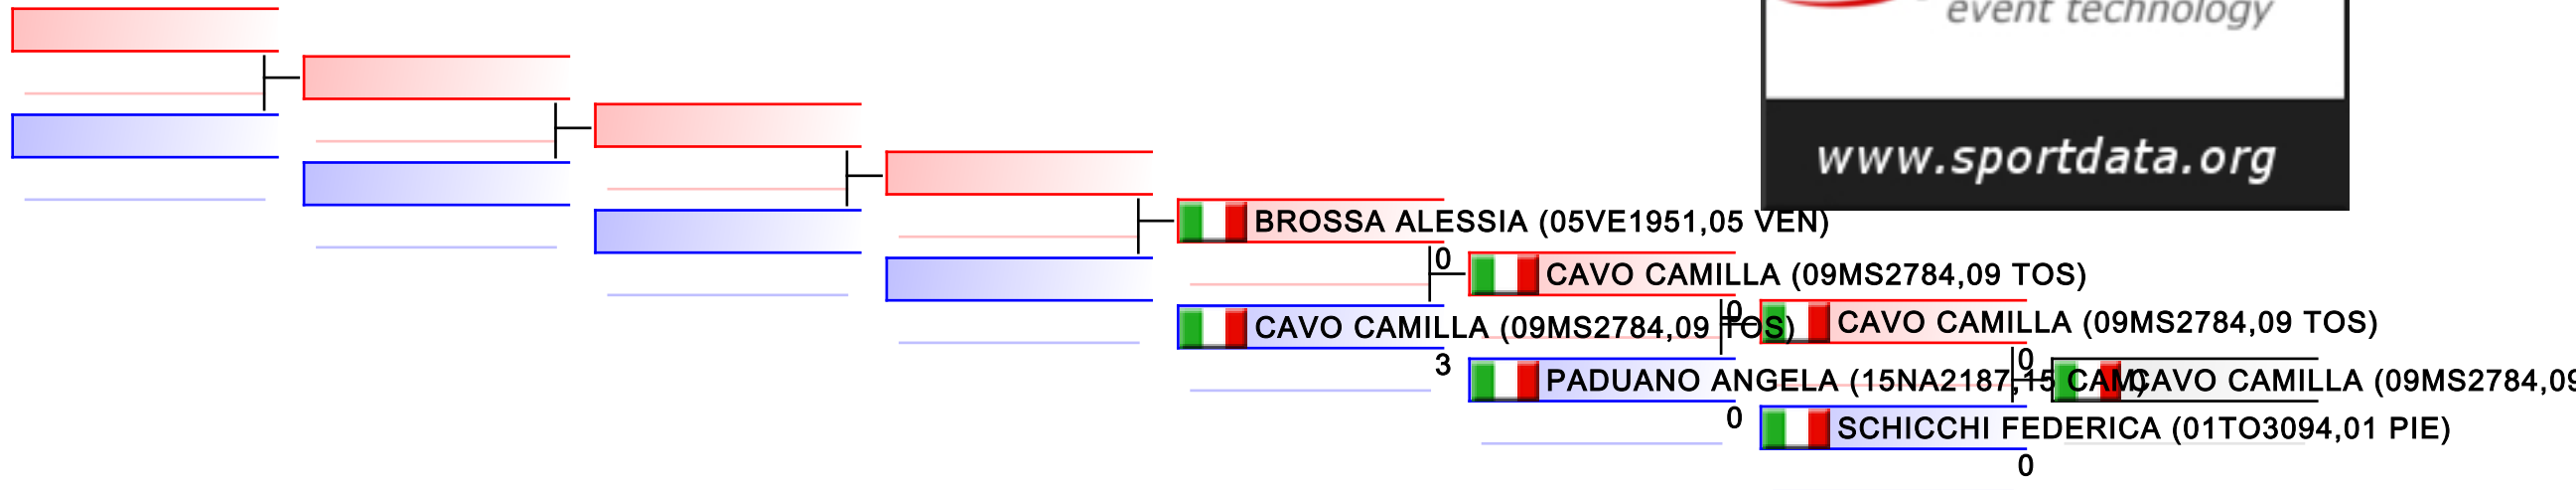 event technology
www.sportdata.org
BROSSA ALESSIA (05VE1951,05 VEN)
0
CAVO CAMILLA (09MS2784,09 TOS)
0
CAVO CAMILLA (09MS2784,09 TOS)
CAVO CAMILLA (09MS2784,09 TOS)
3
0
PADUANO ANGELA (15NA2187,15 CAM)
CAVO CAMILLA (09MS2784,09
0
SCHICCHI FEDERICA (01TO3094,01 PIE)
0